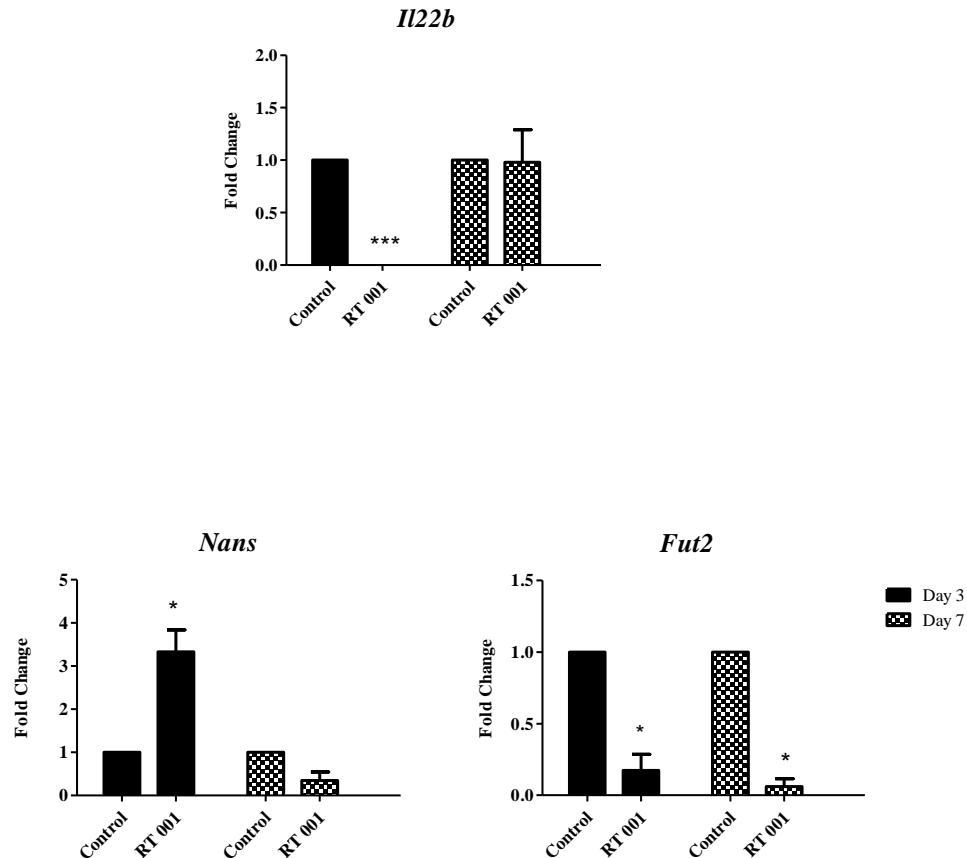 Il22b
Fold Change
2.0
1.5
1.0
0.5
0.0
***
Control
RT 001
Control
RT 001
Nans
Fold Change
5
4
3
2
1
0
*
Control
RT 001
Control
RT 001
Fut2
Fold Change
1.5
1.0
0.5
0.0
*
*
Control
RT 001
Control
RT 001
Day 3
Day 7